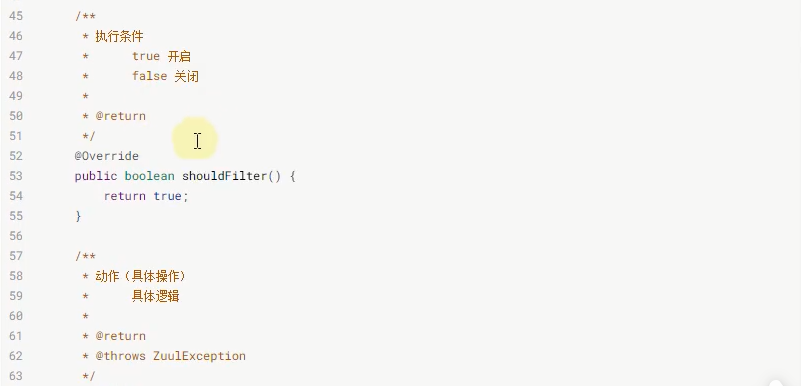 45 /**
46 * 执行条件
47 * true 开启
48 * false 关闭
49 *
50 * @return
51 */
52 @Override
53 public boolean shouldFilter() {
54 return true;
55 }
56
57 /**
58 * 动作（具体操作）
59 * 具体逻辑
60 *
61 * @return
62 * @throws ZuulException
63 */